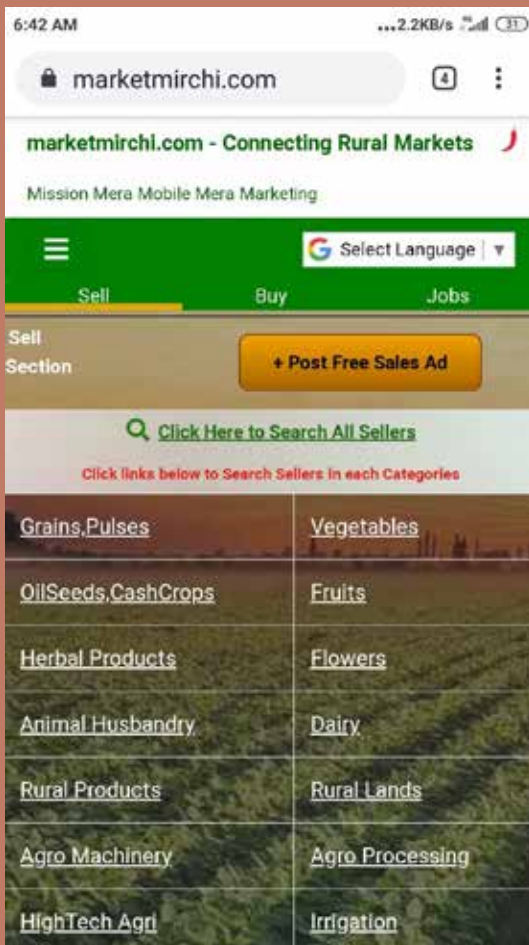 6:42 AM ...2.2KB/s 31
marketmirchi.com 4
marketmirchi.com - Connecting Rural Markets
Mission Mera Mobile Mera Marketing
G Select Language ▼
Sell Buy Jobs
Sell
Section
+ Post Free Sales Ad
Click Here to Search All Sellers
Click links below to Search Sellers in each Categories
Grains,Pulses Vegetables
OilSeeds,CashCrops Fruits
Herbal Products Flowers
Animal Husbandry Dairy
Rural Products Rural Lands
Agro Machinery Agro Processing
HighTech Agri Irrigation